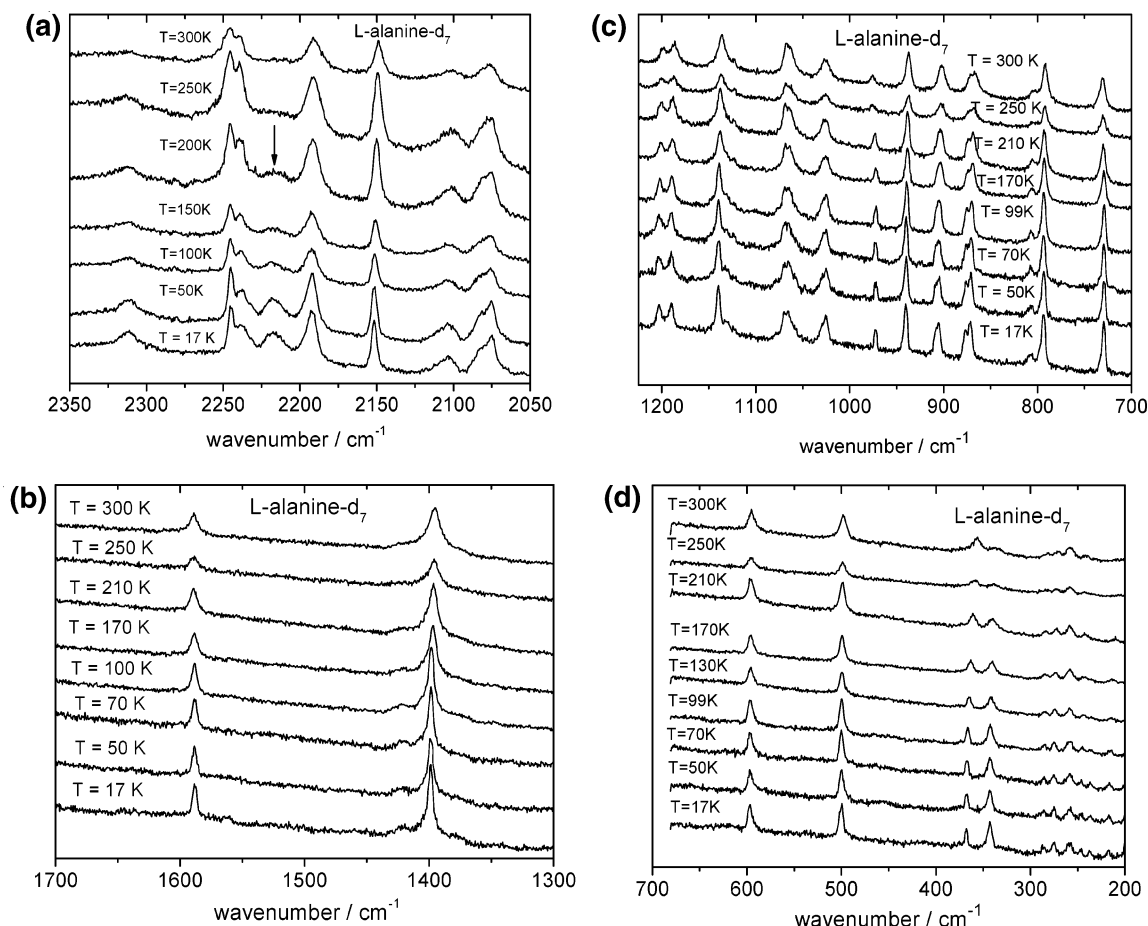 (a)
L-alanine-d7
T=300K
T=250K
T=200K
T=150K
T=100K
T=50K
T = 17 K
2350 2300 2250 2200 2150 2100 2050
wavenumber / cm-1
(c)
L-alanine-d7
T = 300 K
T = 250 K
T = 210 K
T=170K
T= 99K
T= 70K
T = 50K
T= 17K
1200 1100 1000 900 800 700
wavenumber / cm-1
(b)
L-alanine-d7
T = 300 K
T = 250 K
T = 210 K
T = 170 K
T = 100 K
T = 70 K
T = 50 K
T = 17 K
1700 1600 1500 1400 1300
wavenumber / cm-1
(d)
L-alanine-d7
T=300K
T=250K
T=210K
T=170K
T=130K
T=99K
T=70K
T=50K
T=17K
700 600 500 400 300 200
wavenumber / cm-1